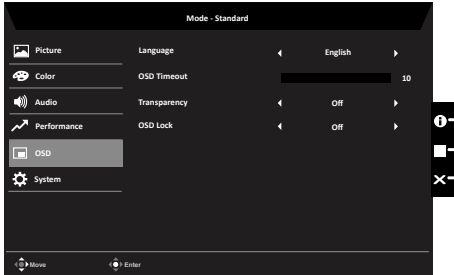 Mode - Standard
Picture
Language
English
Color
OSD Timeout
10
Audio
Transparency
Off
Performance
OSD Lock
Off
OSD
System
Move
Enter